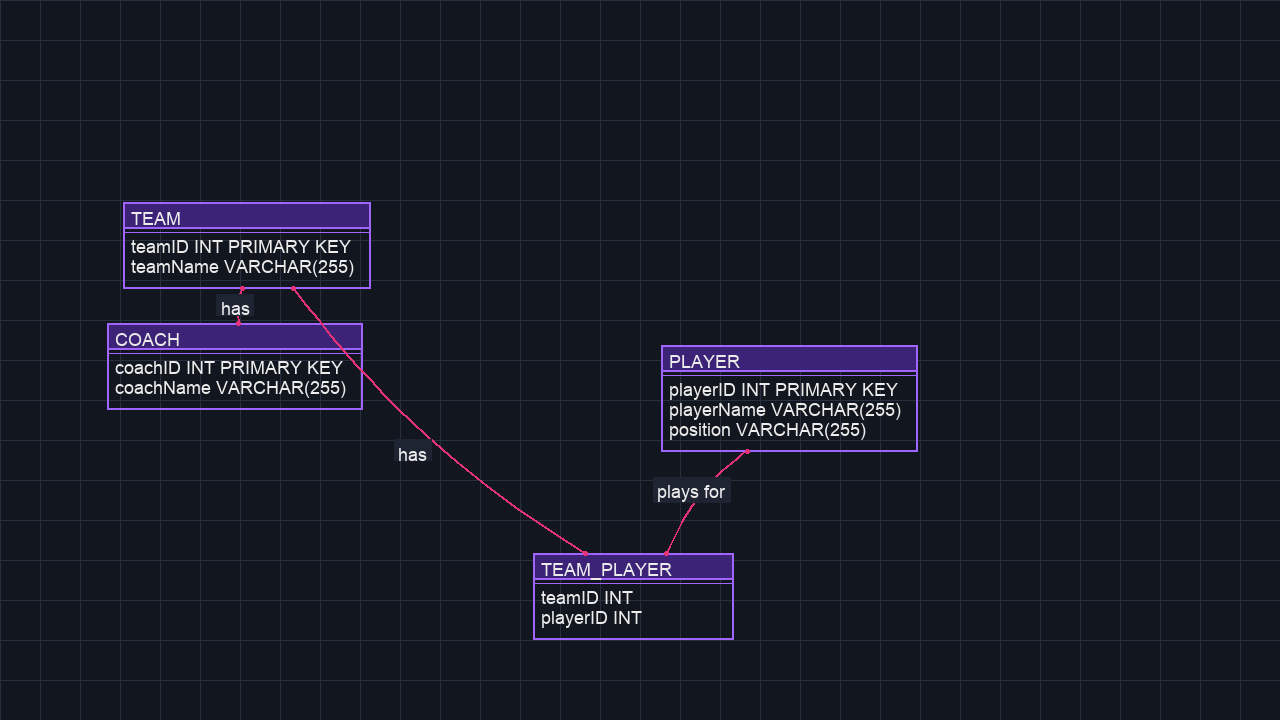 TEAM
teamID INT PRIMARY KEY
teamName VARCHAR(255)
has
COACH
coachID INT PRIMARY KEY
coachName VARCHAR(255)
has
PLAYER
playerID INT PRIMARY KEY
playerName VARCHAR(255)
position VARCHAR(255)
plays for
TEAM_PLAYER
teamID INT
playerID INT